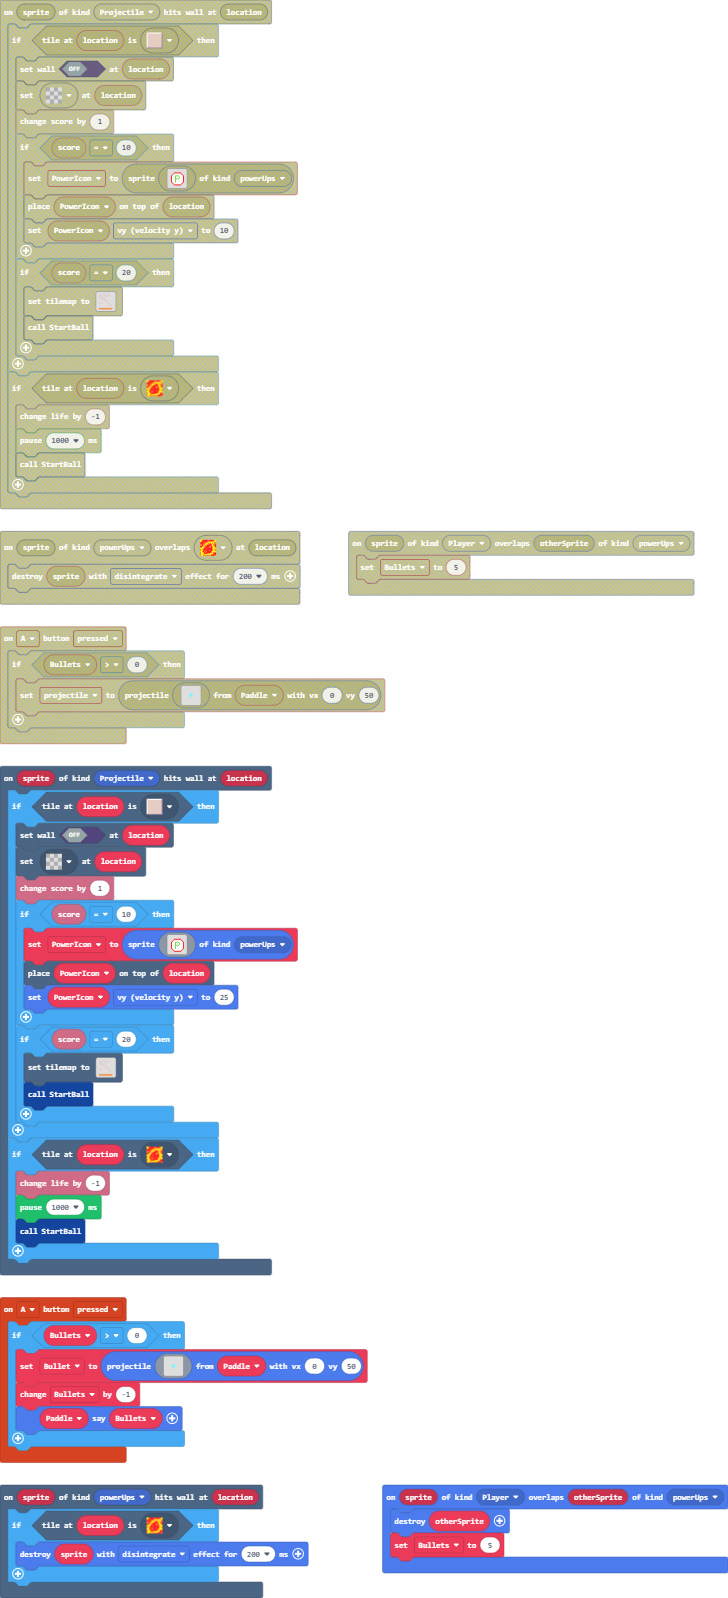 on sprite of kind Projectile hits wall at location
if tile at location is then
set wall OFF at location
set at location
change score by 1
if score = 10 then
set PowerIcon to sprite P of kind powerUps
place PowerIcon on top of location
set PowerIcon vy (velocity y) to 10
if score = 20 then
set tilemap to
call StartBall
if tile at location is then
change life by -1
pause 1000 ms
call StartBall
on sprite of kind powerUps overlaps at location
destroy sprite with disintegrate effect for 200 ms
on sprite of kind Player overlaps otherSprite of kind powerUps
set Bullets to 5
on A button pressed
if Bullets > 0 then
set projectile to projectile from Paddle with vx 0 vy 50
on sprite of kind Projectile hits wall at location
if tile at location is then
set wall OFF at location
set at location
change score by 1
if score = 10 then
set PowerIcon to sprite P of kind powerUps
place PowerIcon on top of location
set PowerIcon vy (velocity y) to 25
if score = 20 then
set tilemap to
call StartBall
if tile at location is then
change life by -1
pause 1000 ms
call StartBall
on A button pressed
if Bullets > 0 then
set Bullet to projectile from Paddle with vx 0 vy 50
change Bullets by -1
Paddle say Bullets
on sprite of kind powerUps hits wall at location
if tile at location is then
destroy sprite with disintegrate effect for 200 ms
on sprite of kind Player overlaps otherSprite of kind powerUps
destroy otherSprite
set Bullets to 5